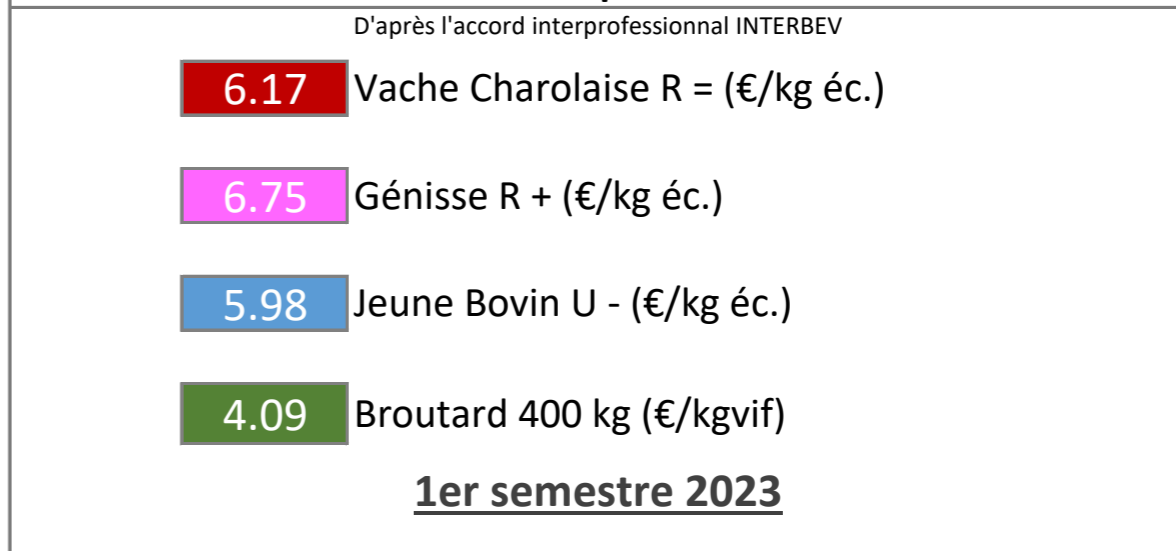 D'après l'accord interprofessionnal INTERBEV
6.17 Vache Charolaise R = (€/kg éc.)
6.75 Génisse R + (€/kg éc.)
5.98 Jeune Bovin U - (€/kg éc.)
4.09 Broutard 400 kg (€/kgvif)
1er semestre 2023